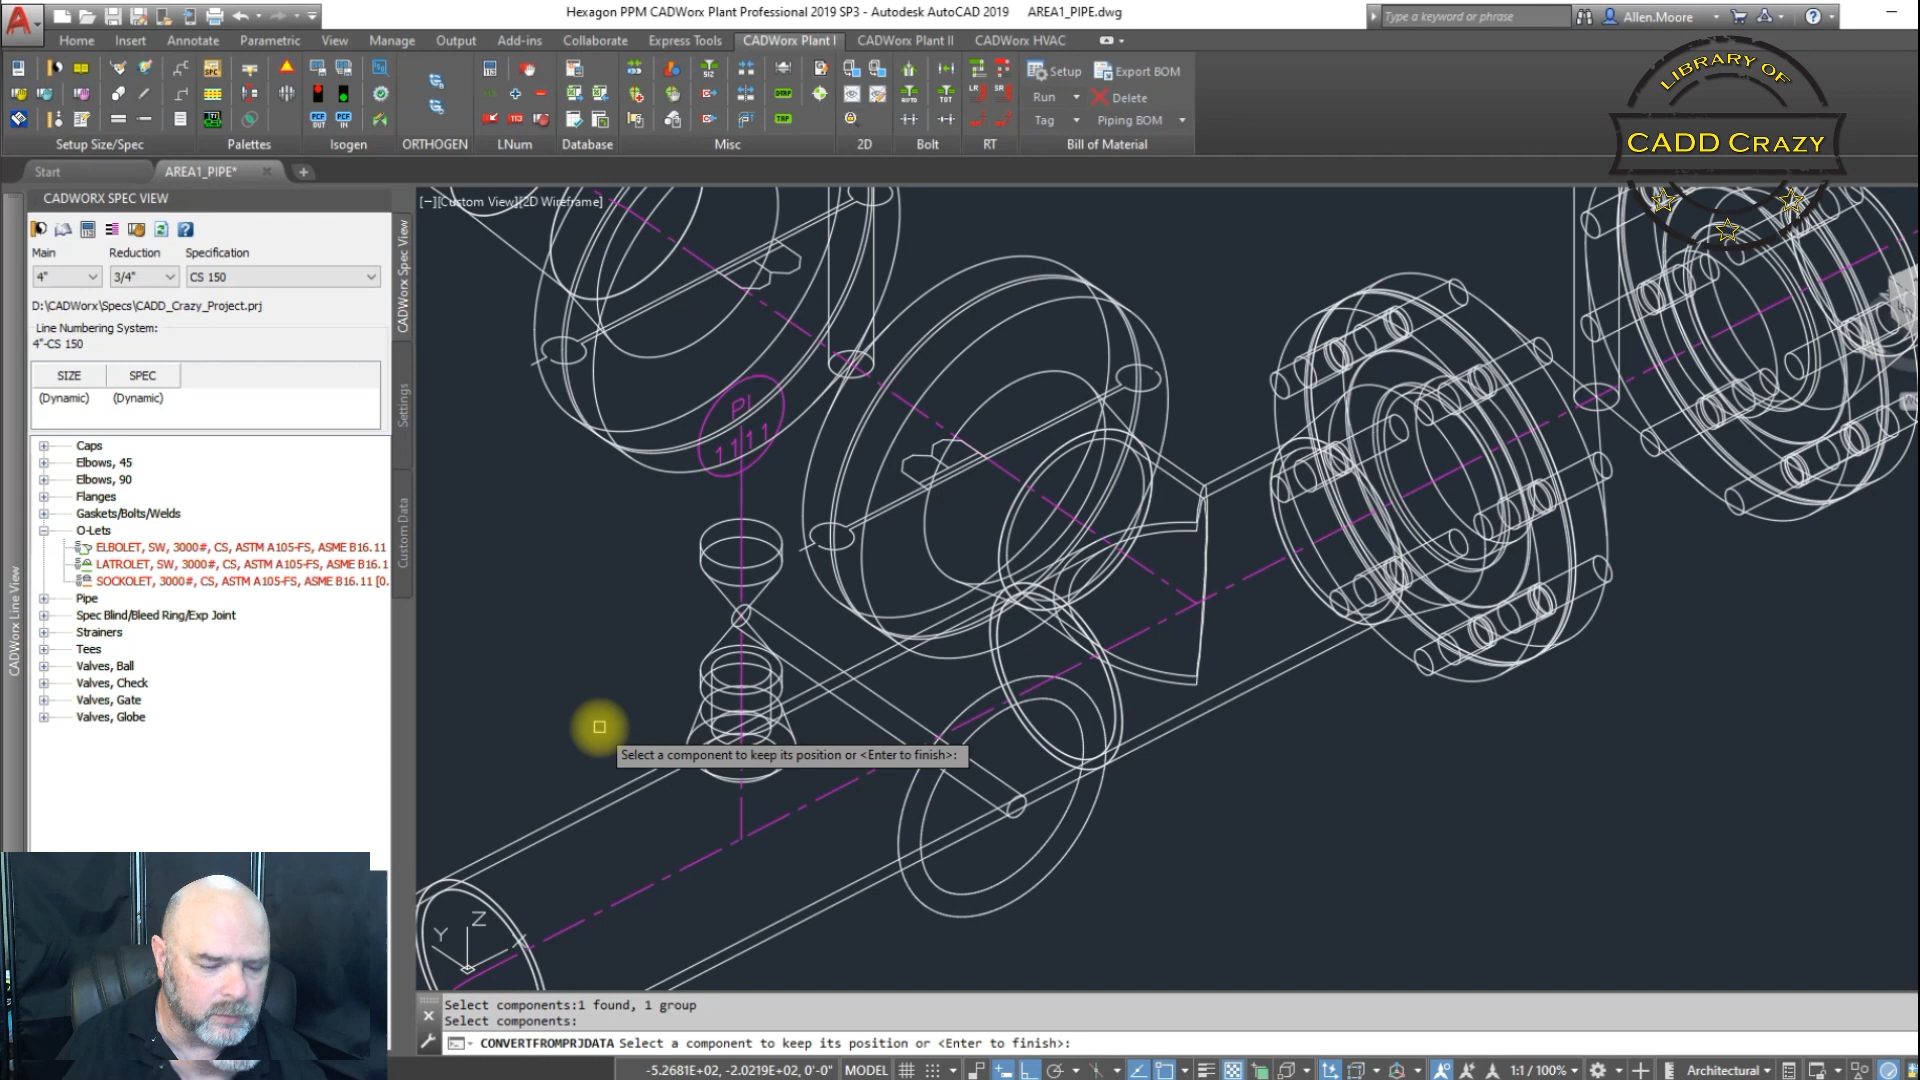 Hexagon PPM CADWorx Plant Professional 2019 SP3 - Autodesk AutoCAD 2019 AREA1_PIPE.dwg
Type a keyword or phrase
Allen.Moore
Home Insert Annotate Parametric View Manage Output Add-ins Collaborate Express Tools CADWorx Plant I CADWorx Plant II CADWorx HVAC
Setup Export BOM
Run Delete
Tag Piping BOM
Setup Size/Spec Palettes Isogen ORTHOGEN LNum Database Misc 2D Bolt RT Bill of Material
LIBRARY OF
CADD CRAZY
Start AREA1_PIPE*
CADWORX SPEC VIEW
Main Reduction Specification
4" 3/4" CS 150
D:\CADWorx\Specs\CADD_Crazy_Project.prj
Line Numbering System:
4"-CS 150
SIZE SPEC
(Dynamic) (Dynamic)
Caps
Elbows, 45
Elbows, 90
Flanges
Gaskets/Bolts/Welds
O-Lets
ELBOLET, SW, 3000#, CS, ASTM A105-FS, ASME B16.11
LATROLET, SW, 3000#, CS, ASTM A105-FS, ASME B16.1
SOCKOLET, 3000#, CS, ASTM A105-FS, ASME B16.11 [0.
Pipe
Spec Blind/Bleed Ring/Exp Joint
Strainers
Tees
Valves, Ball
Valves, Check
Valves, Gate
Valves, Globe
CADWorx Line View
CADWorx Spec View
Settings
Custom Data
[−][Custom View][2D Wireframe]
PI
1111
Select a component to keep its position or <Enter to finish>:
Z
Y
X
Select components:1 found, 1 group
Select components:
CONVERTFROMPRJDATA Select a component to keep its position or <Enter to finish>:
-5.2681E+02, -2.0219E+02, 0'-0" MODEL 1:1 / 100% Architectural